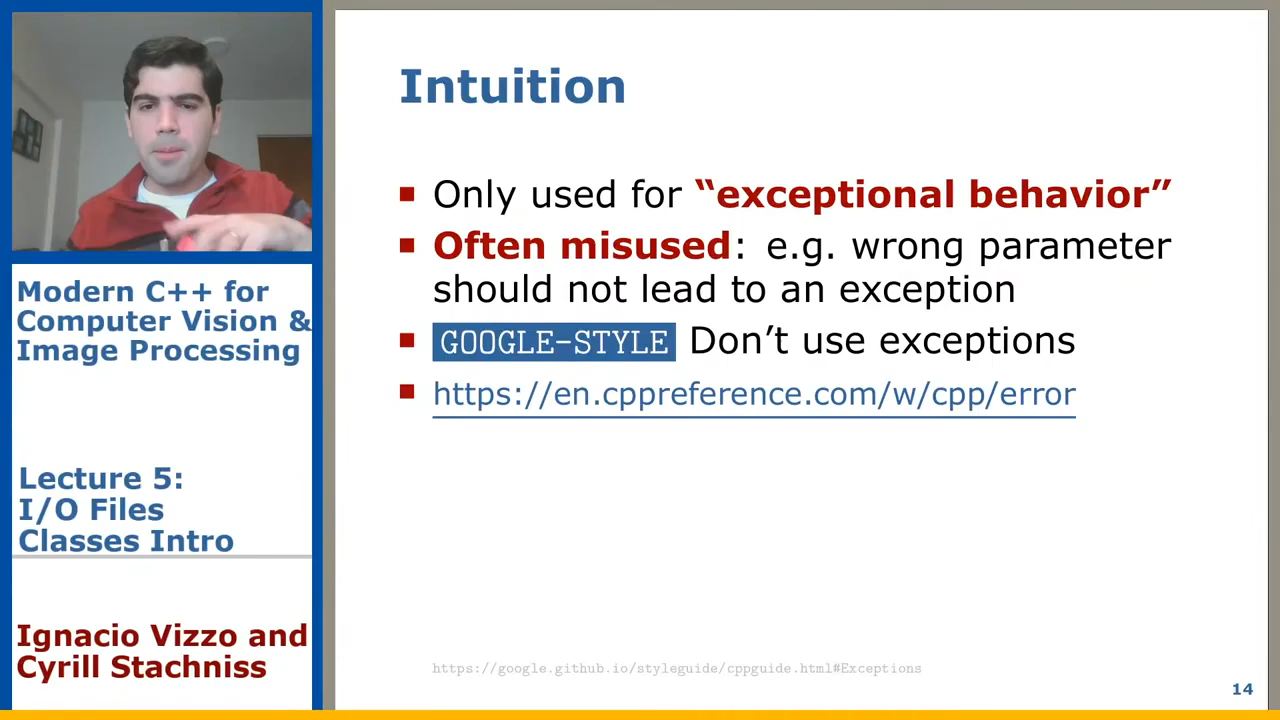 Modern C++ for
Computer Vision &
Image Processing
Lecture 5:
I/O Files
Classes Intro
Ignacio Vizzo and
Cyrill Stachniss
Intuition
Only used for “exceptional behavior”
Often misused: e.g. wrong parameter
should not lead to an exception
GOOGLE-STYLE Don’t use exceptions
https://en.cppreference.com/w/cpp/error
https://google.github.io/styleguide/cppguide.html#Exceptions
14